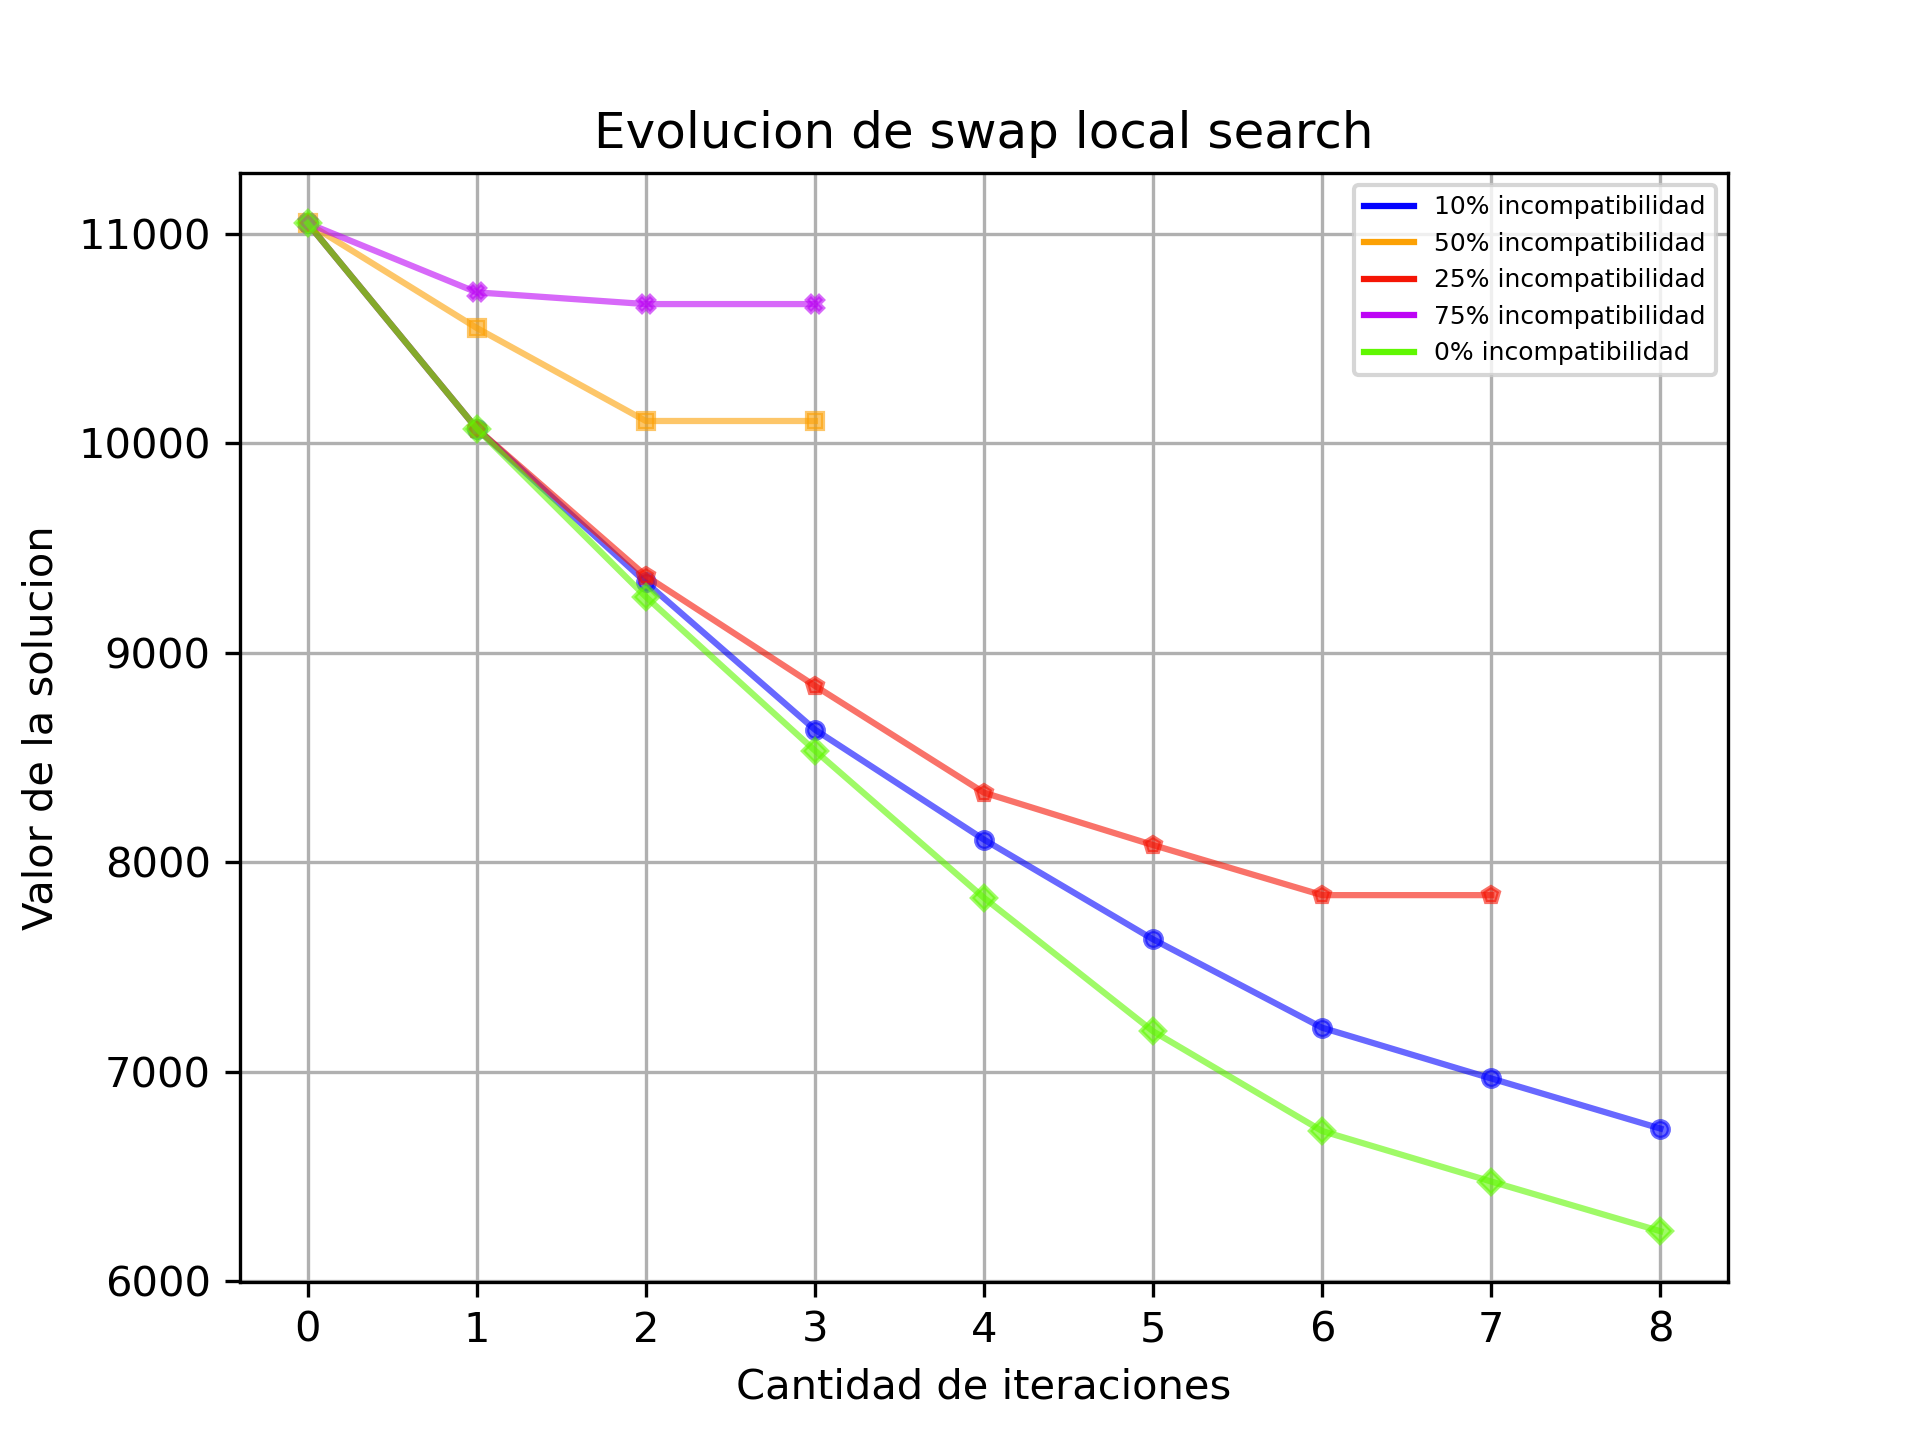 Evolucion de swap local search
11000
10000
9000
8000
7000
6000
Valor de la solucion
10% incompatibilidad
50% incompatibilidad
25% incompatibilidad
75% incompatibilidad
0% incompatibilidad
0 1 2 3 4 5 6 7 8
Cantidad de iteraciones